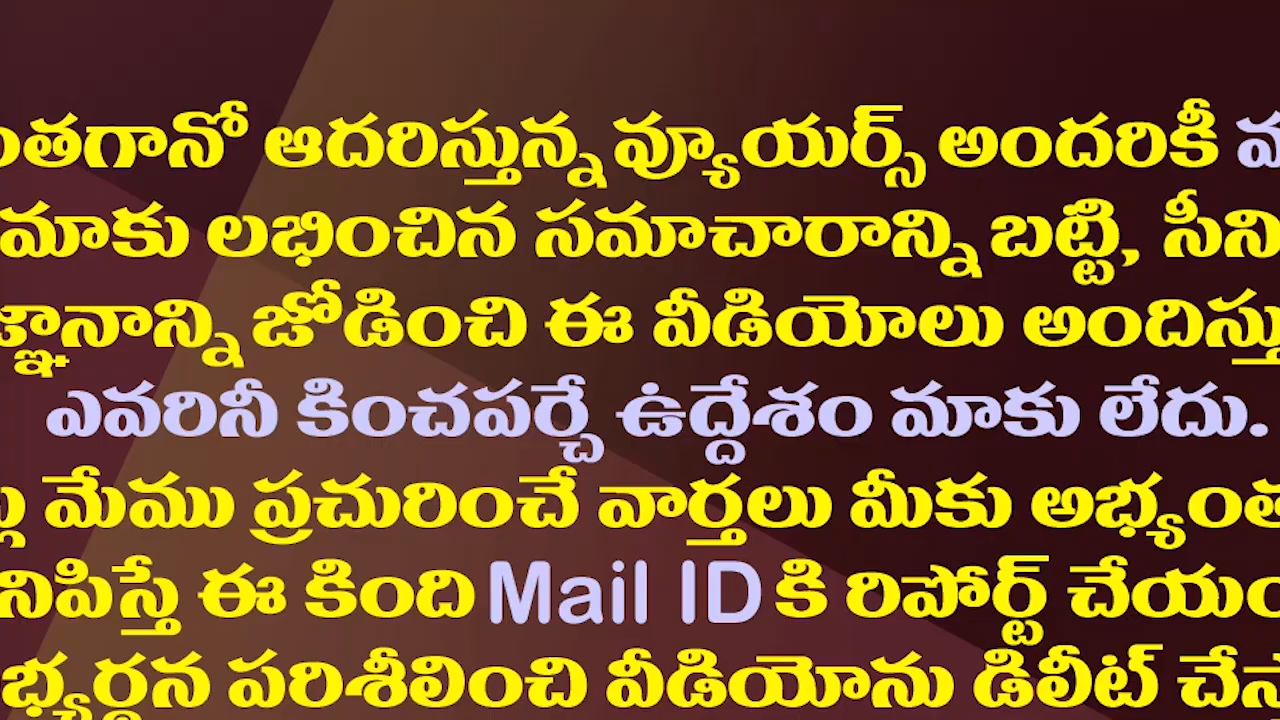 ంతగానో ఆదరిస్తున్న వ్యూయర్స్ అందరికీ
మాకు లభించిన సమాచారాన్ని బట్టి, సీని
జ్ఞానాన్ని జోడించి ఈ వీడియోలు అందిస్తు
ఎవరినీ కించపర్చే ఉద్దేశం మాకు లేదు.
మేము ప్రచురించే వార్తలు మీకు అభ్యంత
నిపిస్తే ఈ కింది Mail ID కి రిపోర్ట్ చేయం
భ్యర్థన పరిశీలించి వీడియోను డిలీట్ చేస